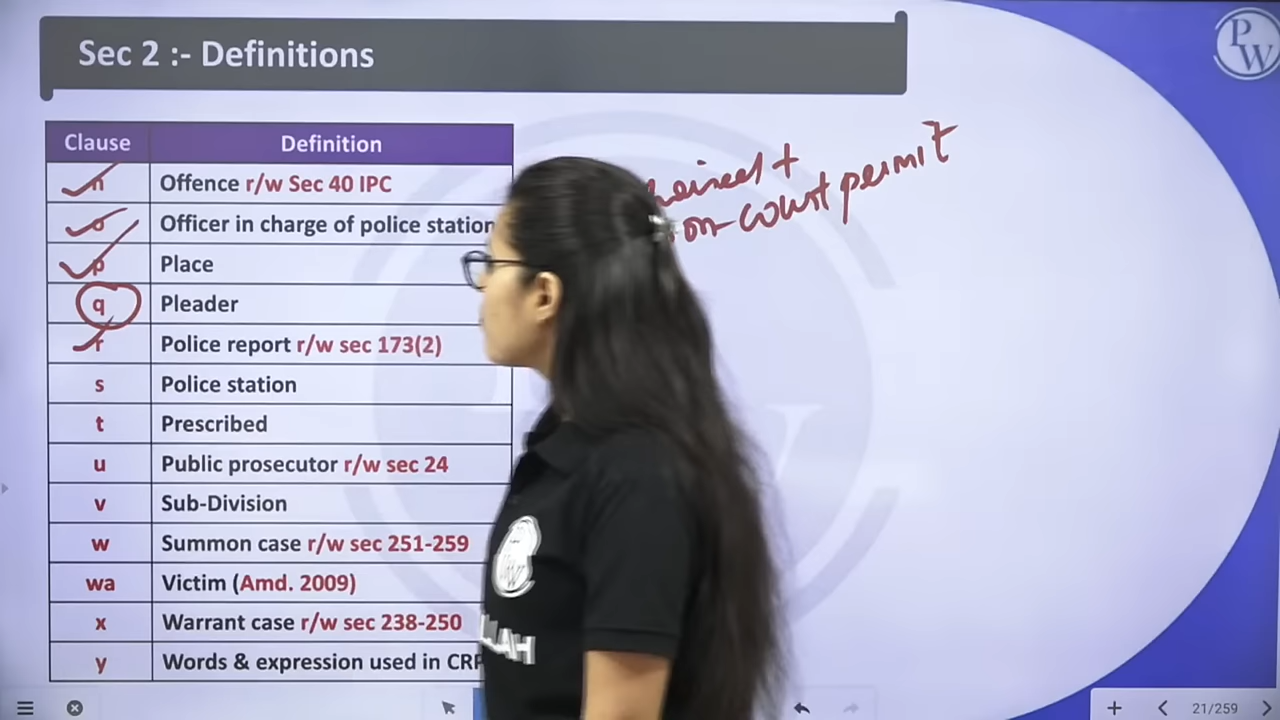 Sec 2 :- Definitions
PW
Clause Definition
n Offence r/w Sec 40 IPC
o Officer in charge of police station
p Place
q Pleader
r Police report r/w sec 173(2)
s Police station
t Prescribed
u Public prosecutor r/w sec 24
v Sub-Division
w Summon case r/w sec 251-259
wa Victim (Amd. 2009)
x Warrant case r/w sec 238-250
y Words & expression used in
+
court permit
21/259